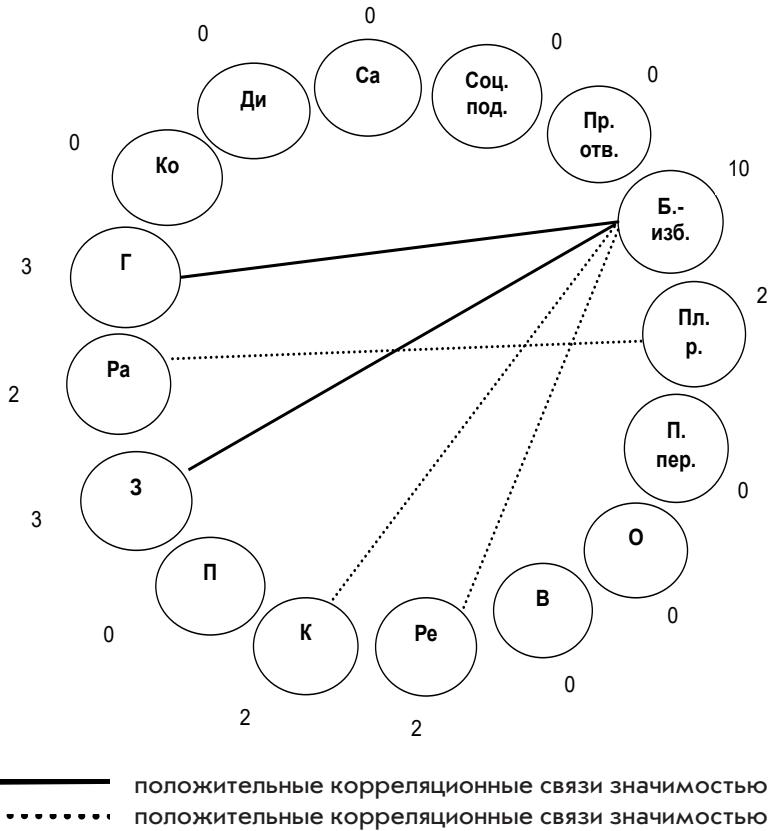 0
0
Са
0
Соц.
под.
0
Ди
Пр.
отв.
0
Ко
10
Б.-
изб.
3
Г
2
Пл.
р.
2
Ра
П.
пер.
0
3
З
О
0
П
0
В
0
К
2
Ре
2
положительные корреляционные связи значимостью
положительные корреляционные связи значимостью